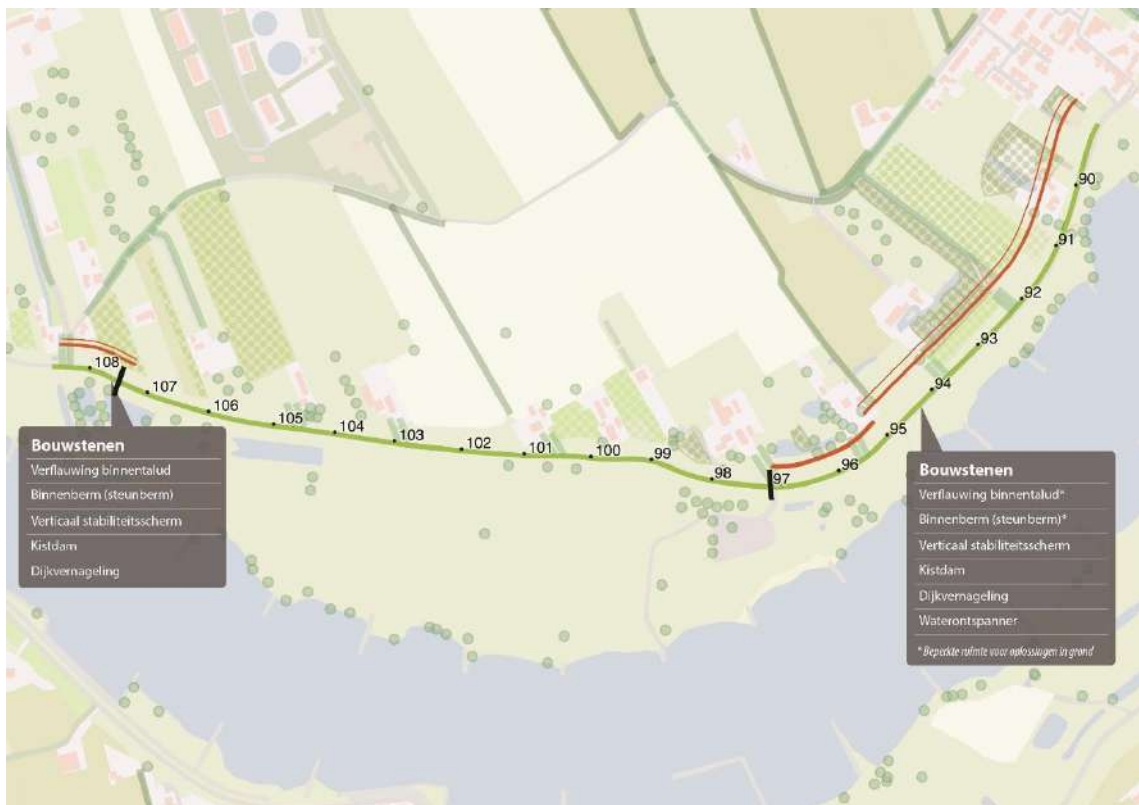 90
91
92
93
94
95
96
97
98
99
100
101
102
103
104
105
106
107
108
Bouwstenen
Verflauwing binnentalud
Binnenberm (steunberm)
Verticaal stabiliteitsscherm
Kistdam
Dijkvernageling
Bouwstenen
Verflauwing binnentalud*
Binnenberm (steunberm)*
Verticaal stabiliteitsscherm
Kistdam
Dijkvernageling
Waterontspanner
* Beperkte ruimte voor oplossingen in grond